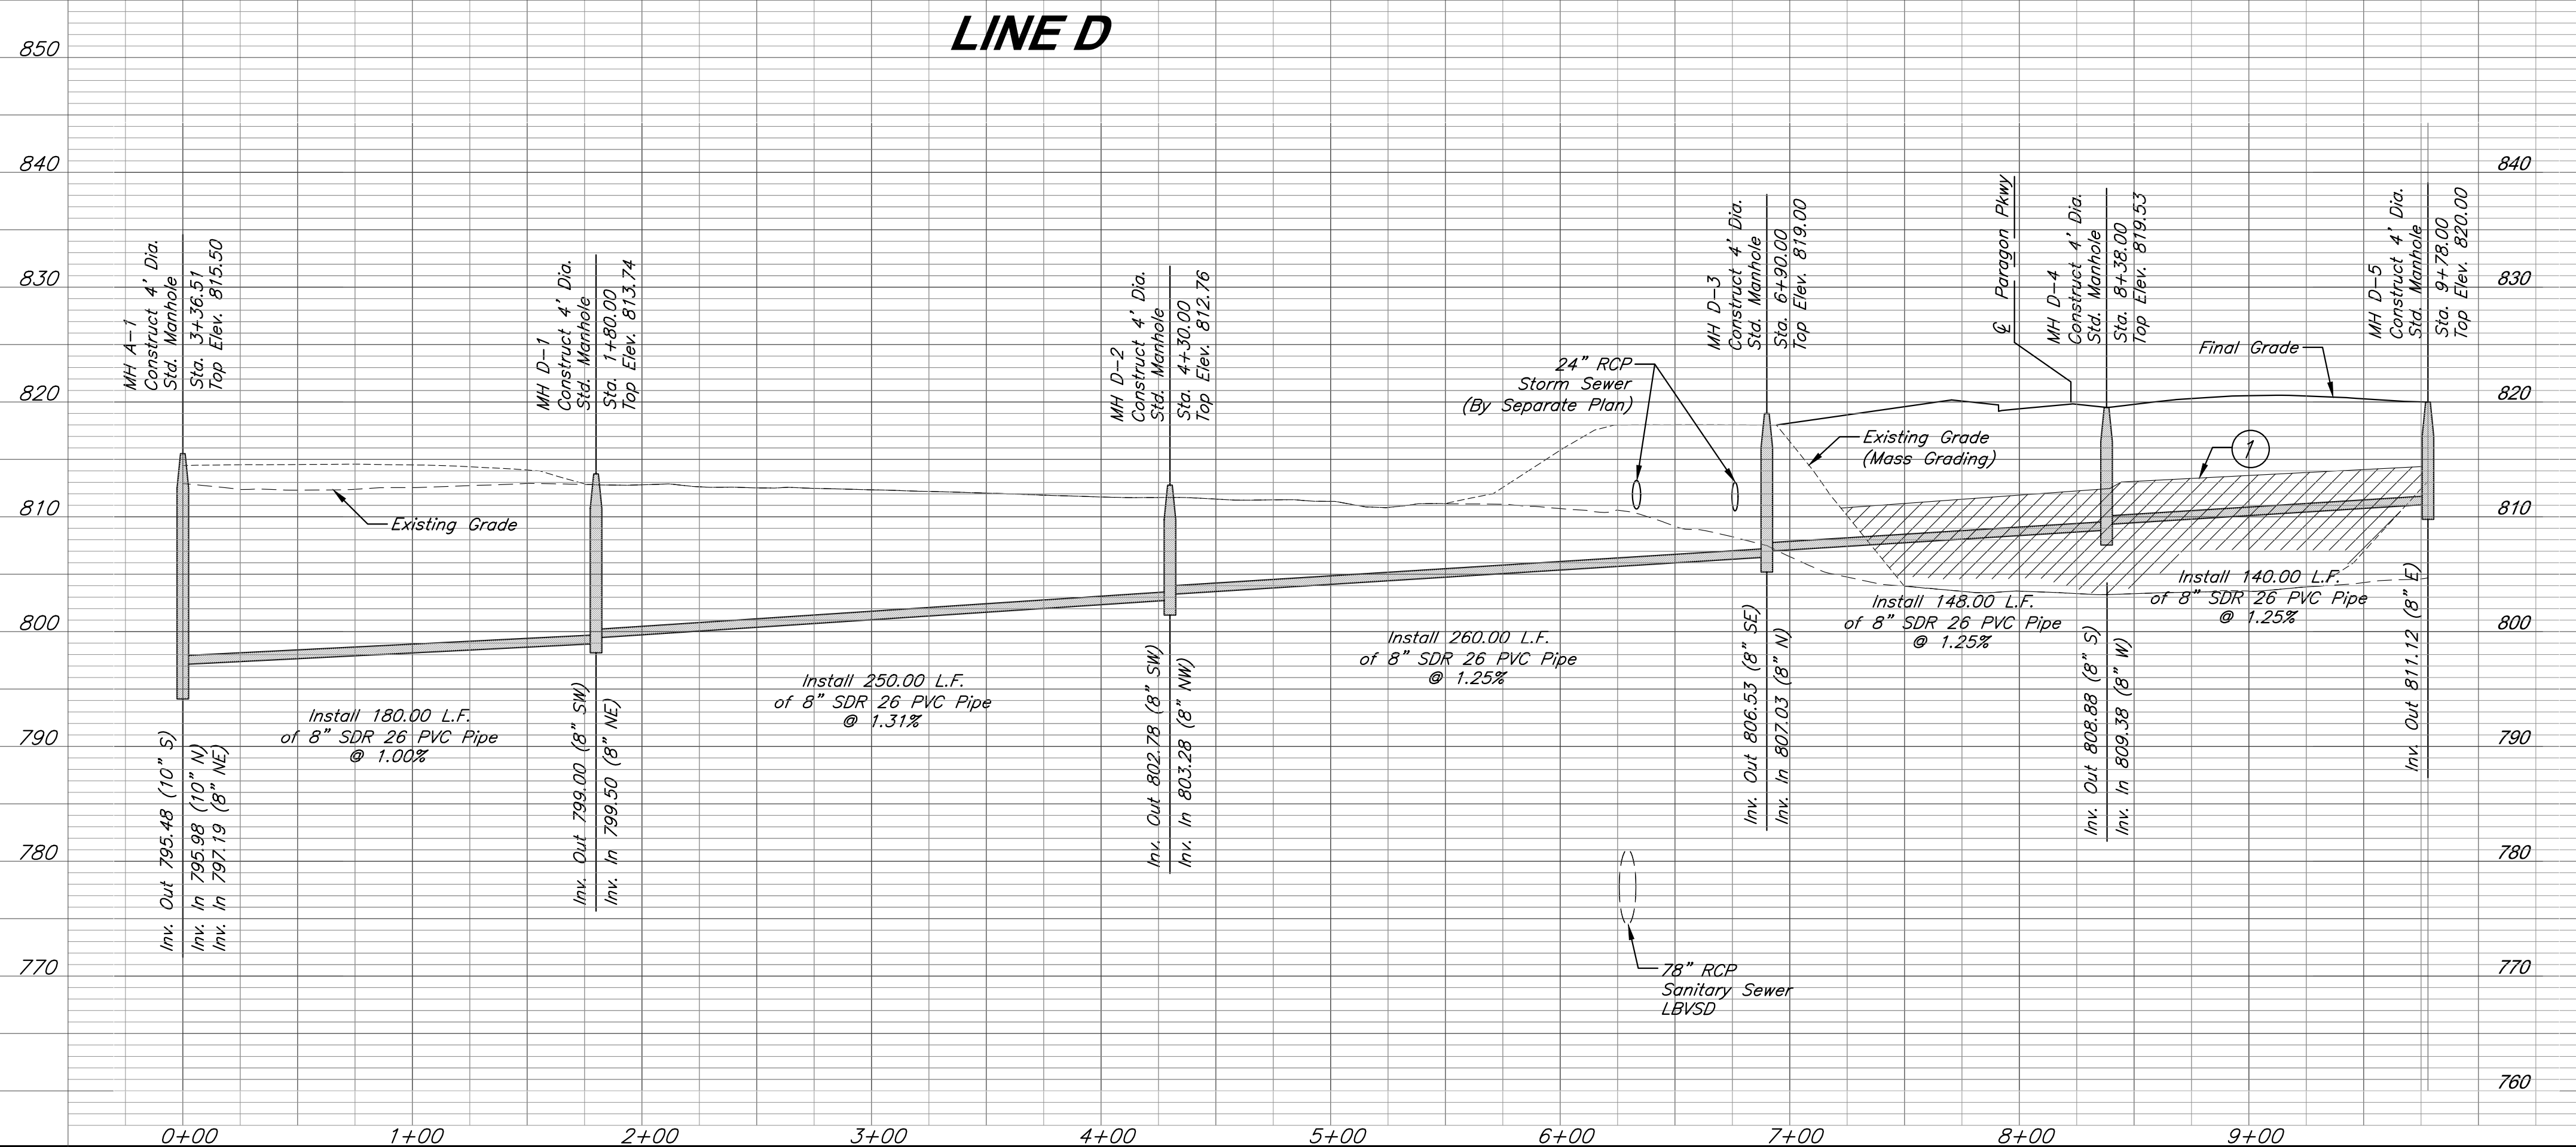 LINE D
850
840
830
820
810
800
790
780
770
840
830
820
810
800
790
780
770
760
MH A-1
Construct 4' Dia.
Std. Manhole
Sta. 3+36.51
Top Elev. 815.50
MH D-1
Construct 4' Dia.
Std. Manhole
Sta. 1+80.00
Top Elev. 813.74
MH D-2
Construct 4' Dia.
Std. Manhole
Sta. 4+30.00
Top Elev. 812.76
24" RCP
Storm Sewer
(By Separate Plan)
MH D-3
Construct 4' Dia.
Std. Manhole
Sta. 6+90.00
Top Elev. 819.00
℄ Paragon Pkwy
MH D-4
Construct 4' Dia.
Std. Manhole
Sta. 8+38.00
Top Elev. 819.53
Final Grade
MH D-5
Construct 4' Dia.
Std. Manhole
Sta. 9+78.00
Top Elev. 820.00
Existing Grade
Existing Grade
(Mass Grading)
1
Install 180.00 L.F.
of 8" SDR 26 PVC Pipe
@ 1.00%
Install 250.00 L.F.
of 8" SDR 26 PVC Pipe
@ 1.31%
Install 260.00 L.F.
of 8" SDR 26 PVC Pipe
@ 1.25%
Install 148.00 L.F.
of 8" SDR 26 PVC Pipe
@ 1.25%
Install 140.00 L.F.
of 8" SDR 26 PVC Pipe
@ 1.25%
Inv. Out 795.48 (10" S)
Inv. In 795.98 (10" N)
Inv. In 797.19 (8" NE)
Inv. Out 799.00 (8" SW)
Inv. In 799.50 (8" NE)
Inv. Out 802.78 (8" SW)
Inv. In 803.28 (8" NW)
Inv. Out 806.53 (8" SE)
Inv. In 807.03 (8" N)
Inv. Out 808.88 (8" S)
Inv. In 809.38 (8" W)
Inv. Out 811.12 (8" E)
78" RCP
Sanitary Sewer
LBVSD
0+00
1+00
2+00
3+00
4+00
5+00
6+00
7+00
8+00
9+00